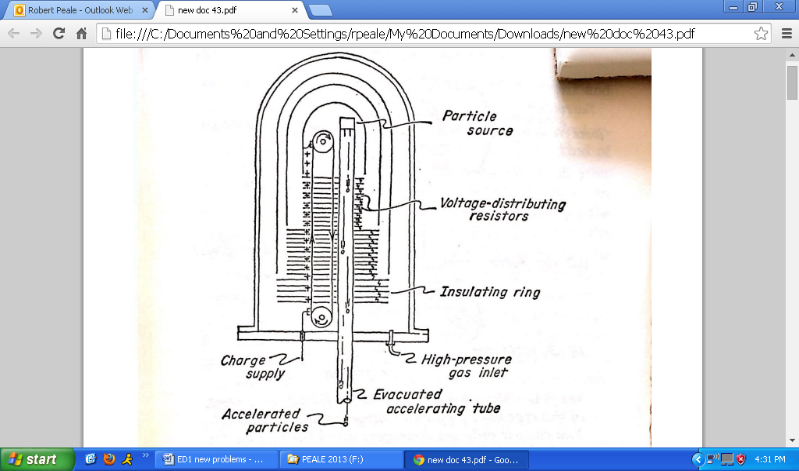 Robert Peale - Outlook Web
new doc 43.pdf
file:///C:/Documents%20and%20Settings/rpeale/My%20Documents/Downloads/new%20doc%2043.pdf
Particle
source
Voltage-distributing
resistors
Insulating ring
Charge
supply
High-pressure
gas inlet
Evacuated
accelerating tube
Accelerated
particles
start
ED1 new problems - ...
PEALE 2013 (F:)
new doc 43.pdf - Goo...
4:31 PM